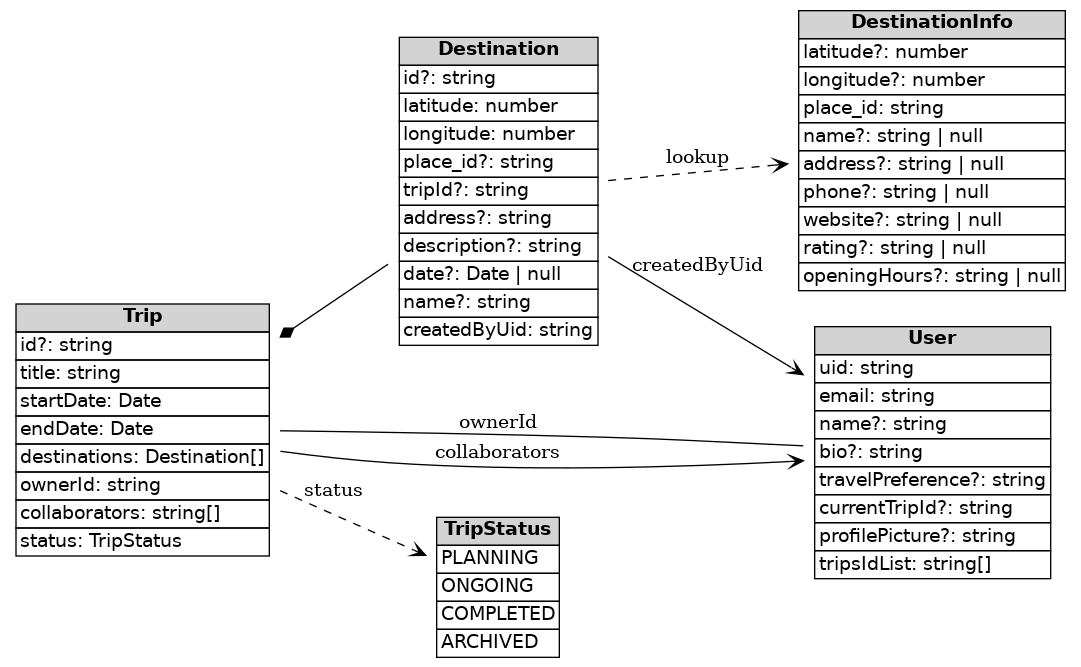 Destination
id?: string
latitude: number
longitude: number
place_id?: string
tripId?: string
address?: string
description?: string
date?: Date | null
name?: string
createdByUid: string
DestinationInfo
latitude?: number
longitude?: number
place_id: string
name?: string | null
address?: string | null
phone?: string | null
website?: string | null
rating?: string | null
openingHours?: string | null
lookup
createdByUid
Trip
id?: string
title: string
startDate: Date
endDate: Date
destinations: Destination[]
ownerId: string
collaborators: string[]
status: TripStatus
ownerId
collaborators
status
User
uid: string
email: string
name?: string
bio?: string
travelPreference?: string
currentTripId?: string
profilePicture?: string
tripsIdList: string[]
TripStatus
PLANNING
ONGOING
COMPLETED
ARCHIVED